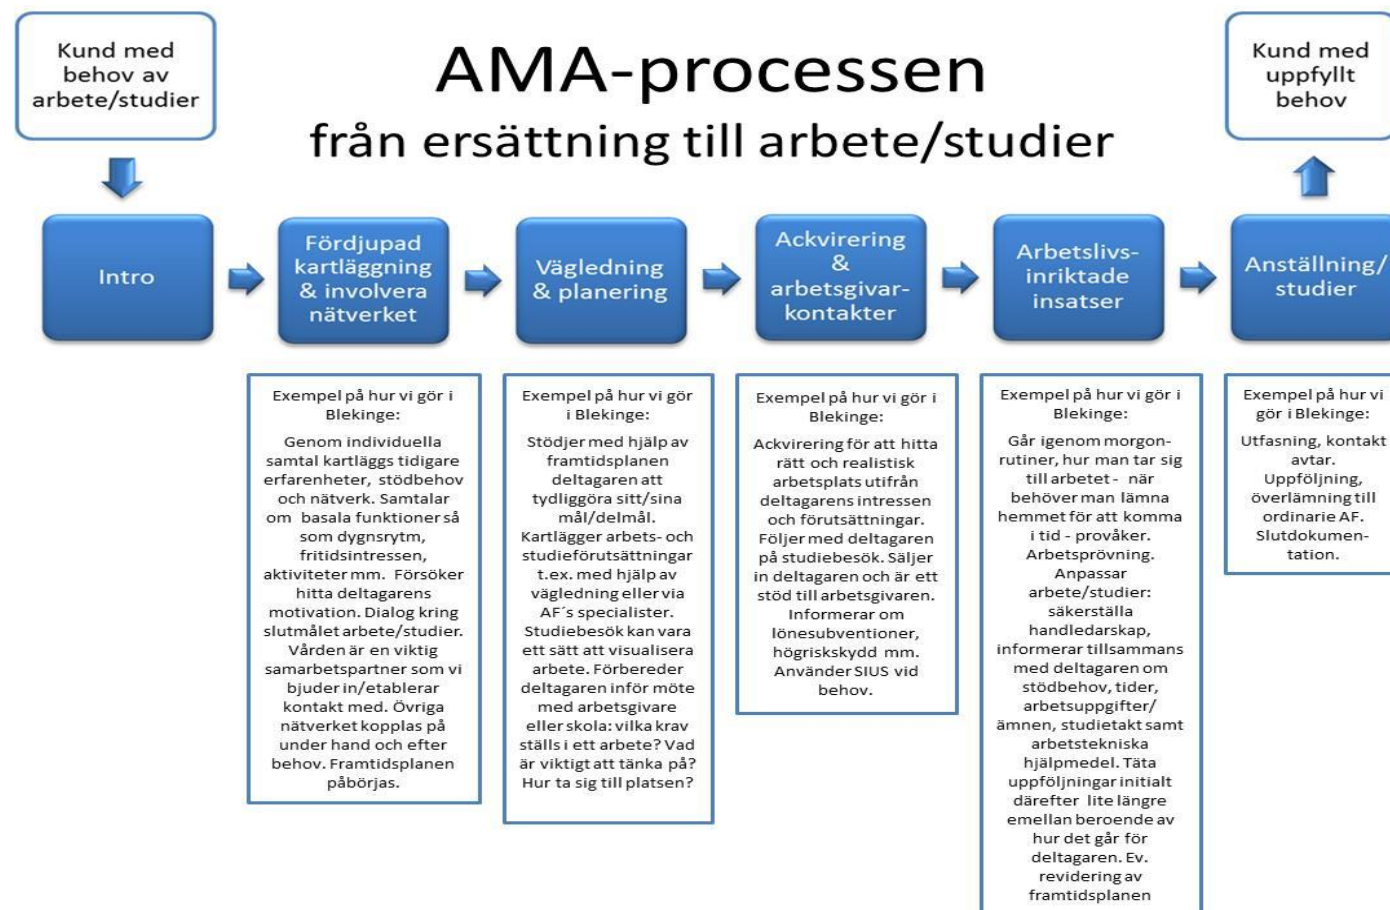 Kund med
behov av
arbete/studier
AMA-processen
från ersättning till arbete/studier
Kund med
uppfyllt
behov
Intro
Fördjupad
kartläggning
& involvera
nätverket
Vägledning
& planering
Ackvirering
&
arbetsgivar-
kontakter
Arbetslivs-
inriktade
insatser
Anställning/
studier
Exempel på hur vi gör i
Blekinge:
Genom individuella
samtal kartläggs tidigare
erfarenheter, stödbehov
och nätverk. Samtalar
om basala funktioner så
som dygnsrytm,
fritidsintressen,
aktiviteter mm. Försöker
hitta deltagarens
motivation. Dialog kring
slutmålet arbete/studier.
Vården är en viktig
samarbetspartner som vi
bjuder in/etablerar
kontakt med. Övriga
nätverket kopplas på
under hand och efter
behov. Framtidsplanen
påbörjas.
Exempel på hur vi gör
i Blekinge:
Stödjer med hjälp av
framtidsplanen
deltagaren att
tydliggöra sitt/sina
mål/delmål.
Kartlägger arbets- och
studieförutsättningar
t.ex. med hjälp av
vägledning eller via
AF´s specialister.
Studiebesök kan vara
ett sätt att visualisera
arbete. Förbereder
deltagaren inför möte
med arbetsgivare
eller skola: vilka krav
ställs i ett arbete? Vad
är viktigt att tänka på?
Hur ta sig till platsen?
Exempel på hur vi gör i
Blekinge:
Ackvirering för att hitta
rätt och realistisk
arbetsplats utifrån
deltagarens intressen
och förutsättningar.
Följer med deltagaren
på studiebesök. Säljer
in deltagaren och är ett
stöd till arbetsgivaren.
Informerar om
lönesubventioner,
högriskskydd mm.
Använder SIUS vid
behov.
Exempel på hur vi gör i
Blekinge:
Går igenom morgon-
rutiner, hur man tar sig
till arbetet - när
behöver man lämna
hemmet för att komma
i tid - provåker.
Arbetsprövning.
Anpassar
arbete/studier:
säkerställa
handledarskap,
informerar tillsammans
med deltagaren om
stödbehov, tider,
arbetsuppgifter/
ämnen, studietakt samt
arbetstekniska
hjälpmedel. Täta
uppföljningar initialt
därefter lite längre
emellan beroende av
hur det går för
deltagaren. Ev.
revidering av
framtidsplanen
Exempel på hur vi
gör i Blekinge:
Utfasning, kontakt
avtar.
Uppföljning,
överlämning till
ordinarie AF.
Slutdokumen-
tation.